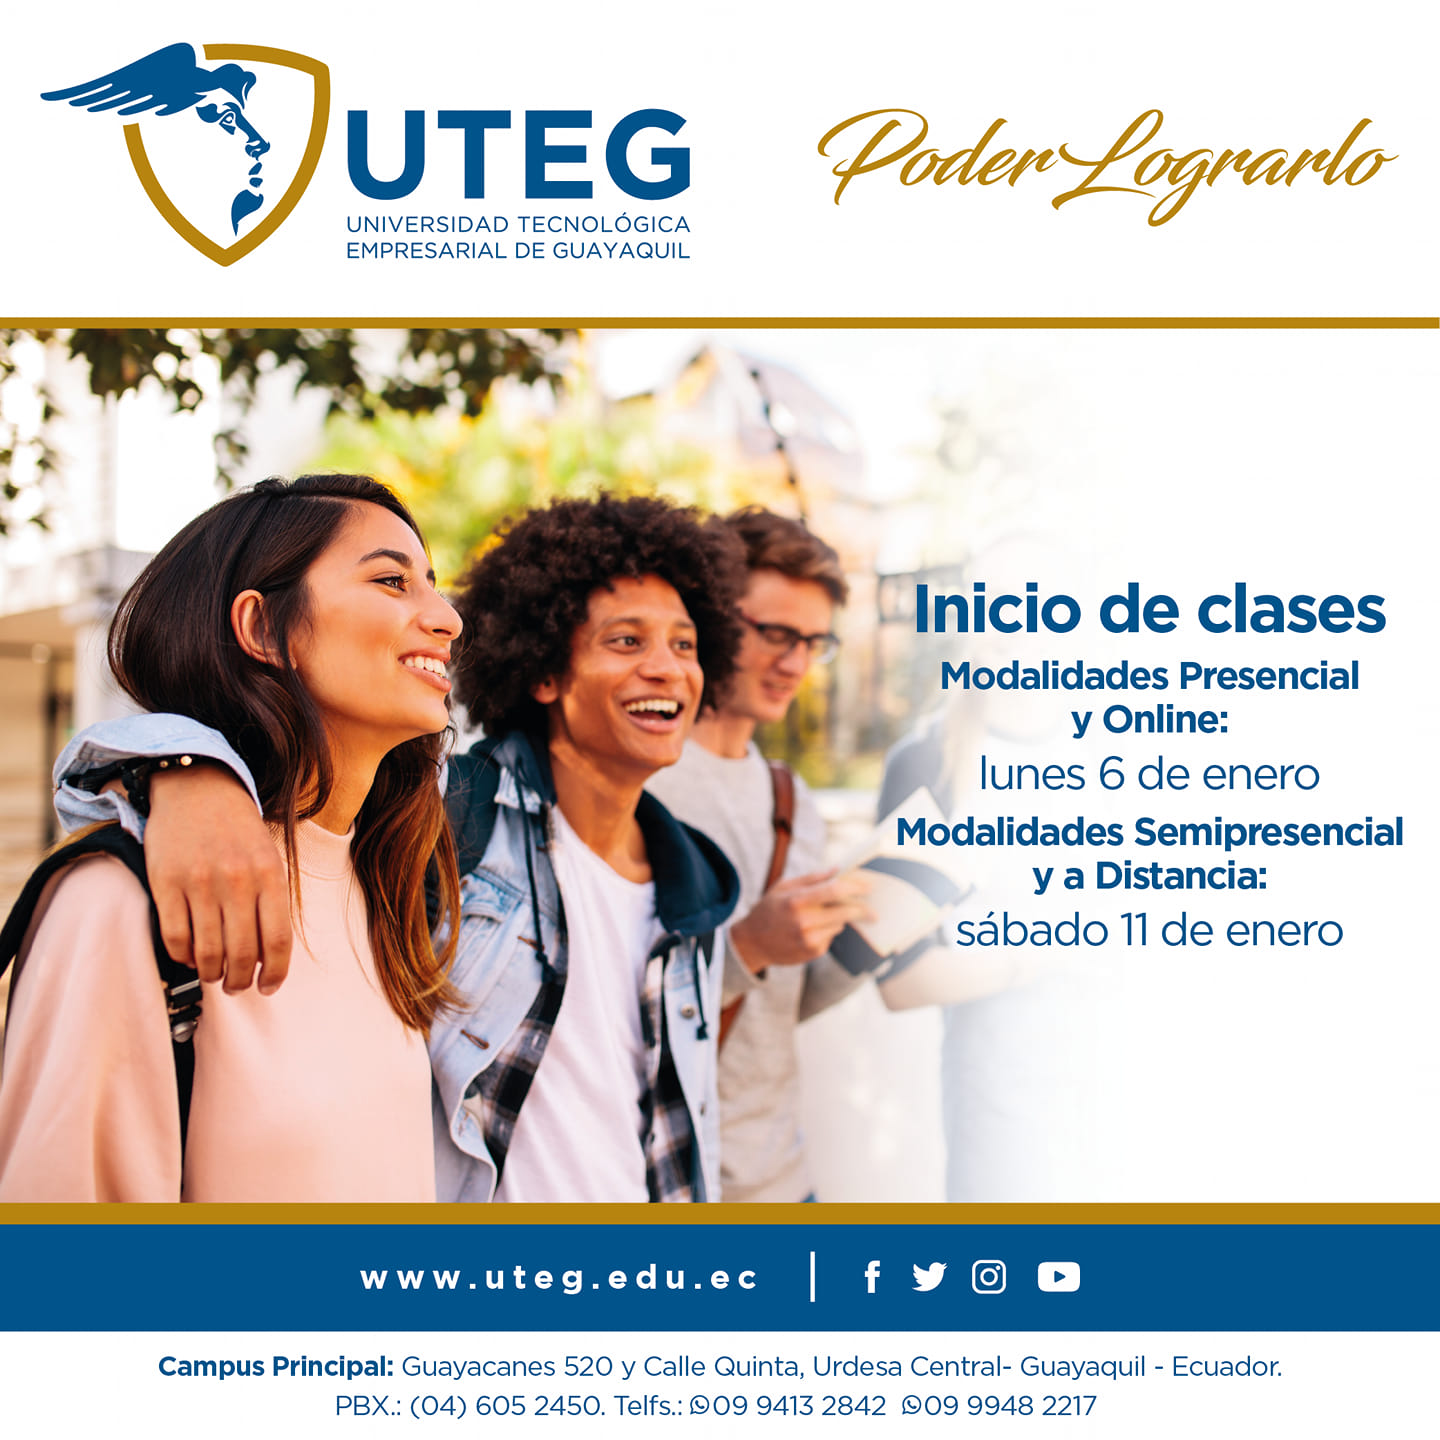 UTEG
UNIVERSIDAD TECNOLÓGICA
EMPRESARIAL DE GUAYAQUIL
Poder Lograrlo
Inicio de clases
Modalidades Presencial
y Online:
lunes 6 de enero
Modalidades Semipresencial
y a Distancia:
sábado 11 de enero
www.uteg.edu.ec
Campus Principal: Guayacanes 520 y Calle Quinta, Urdesa Central- Guayaquil - Ecuador.
PBX.: (04) 605 2450. Telfs.: 09 9413 2842 09 9948 2217